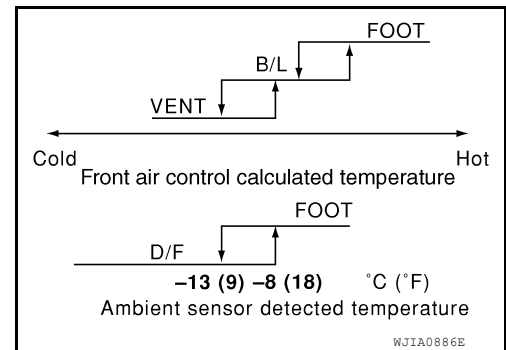 FOOT
B/L
VENT
Cold Hot
Front air control calculated temperature
FOOT
D/F
–13 (9) –8 (18) °C (°F)
Ambient sensor detected temperature
WJIA0886E